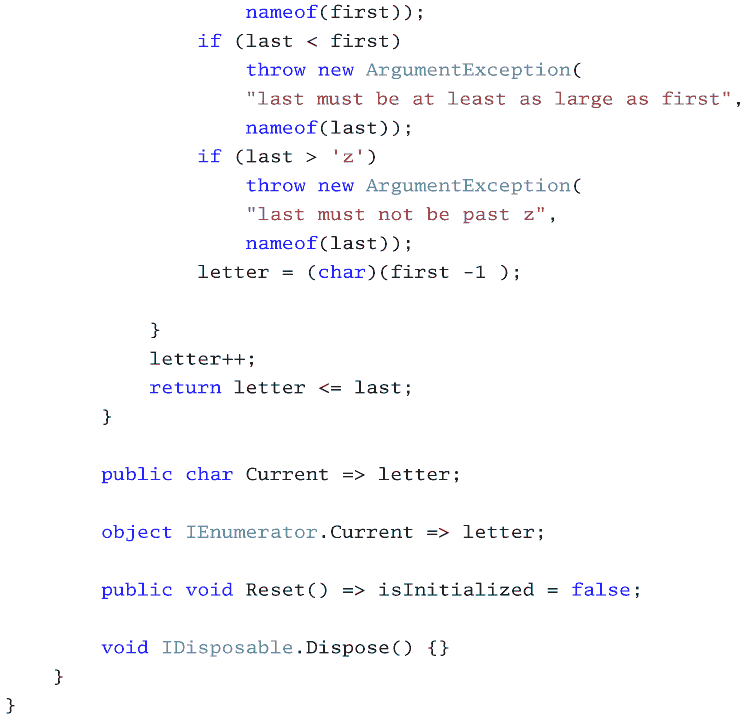 nameof(first));
if (last < first)
throw new ArgumentException(
"last must be at least as large as first",
nameof(last));
if (last > 'z')
throw new ArgumentException(
"last must not be past z",
nameof(last));
letter = (char)(first -1 );
}
letter++;
return letter <= last;
}
public char Current => letter;
object IEnumerator.Current => letter;
public void Reset() => isInitialized = false;
void IDisposable.Dispose() {}
}
}